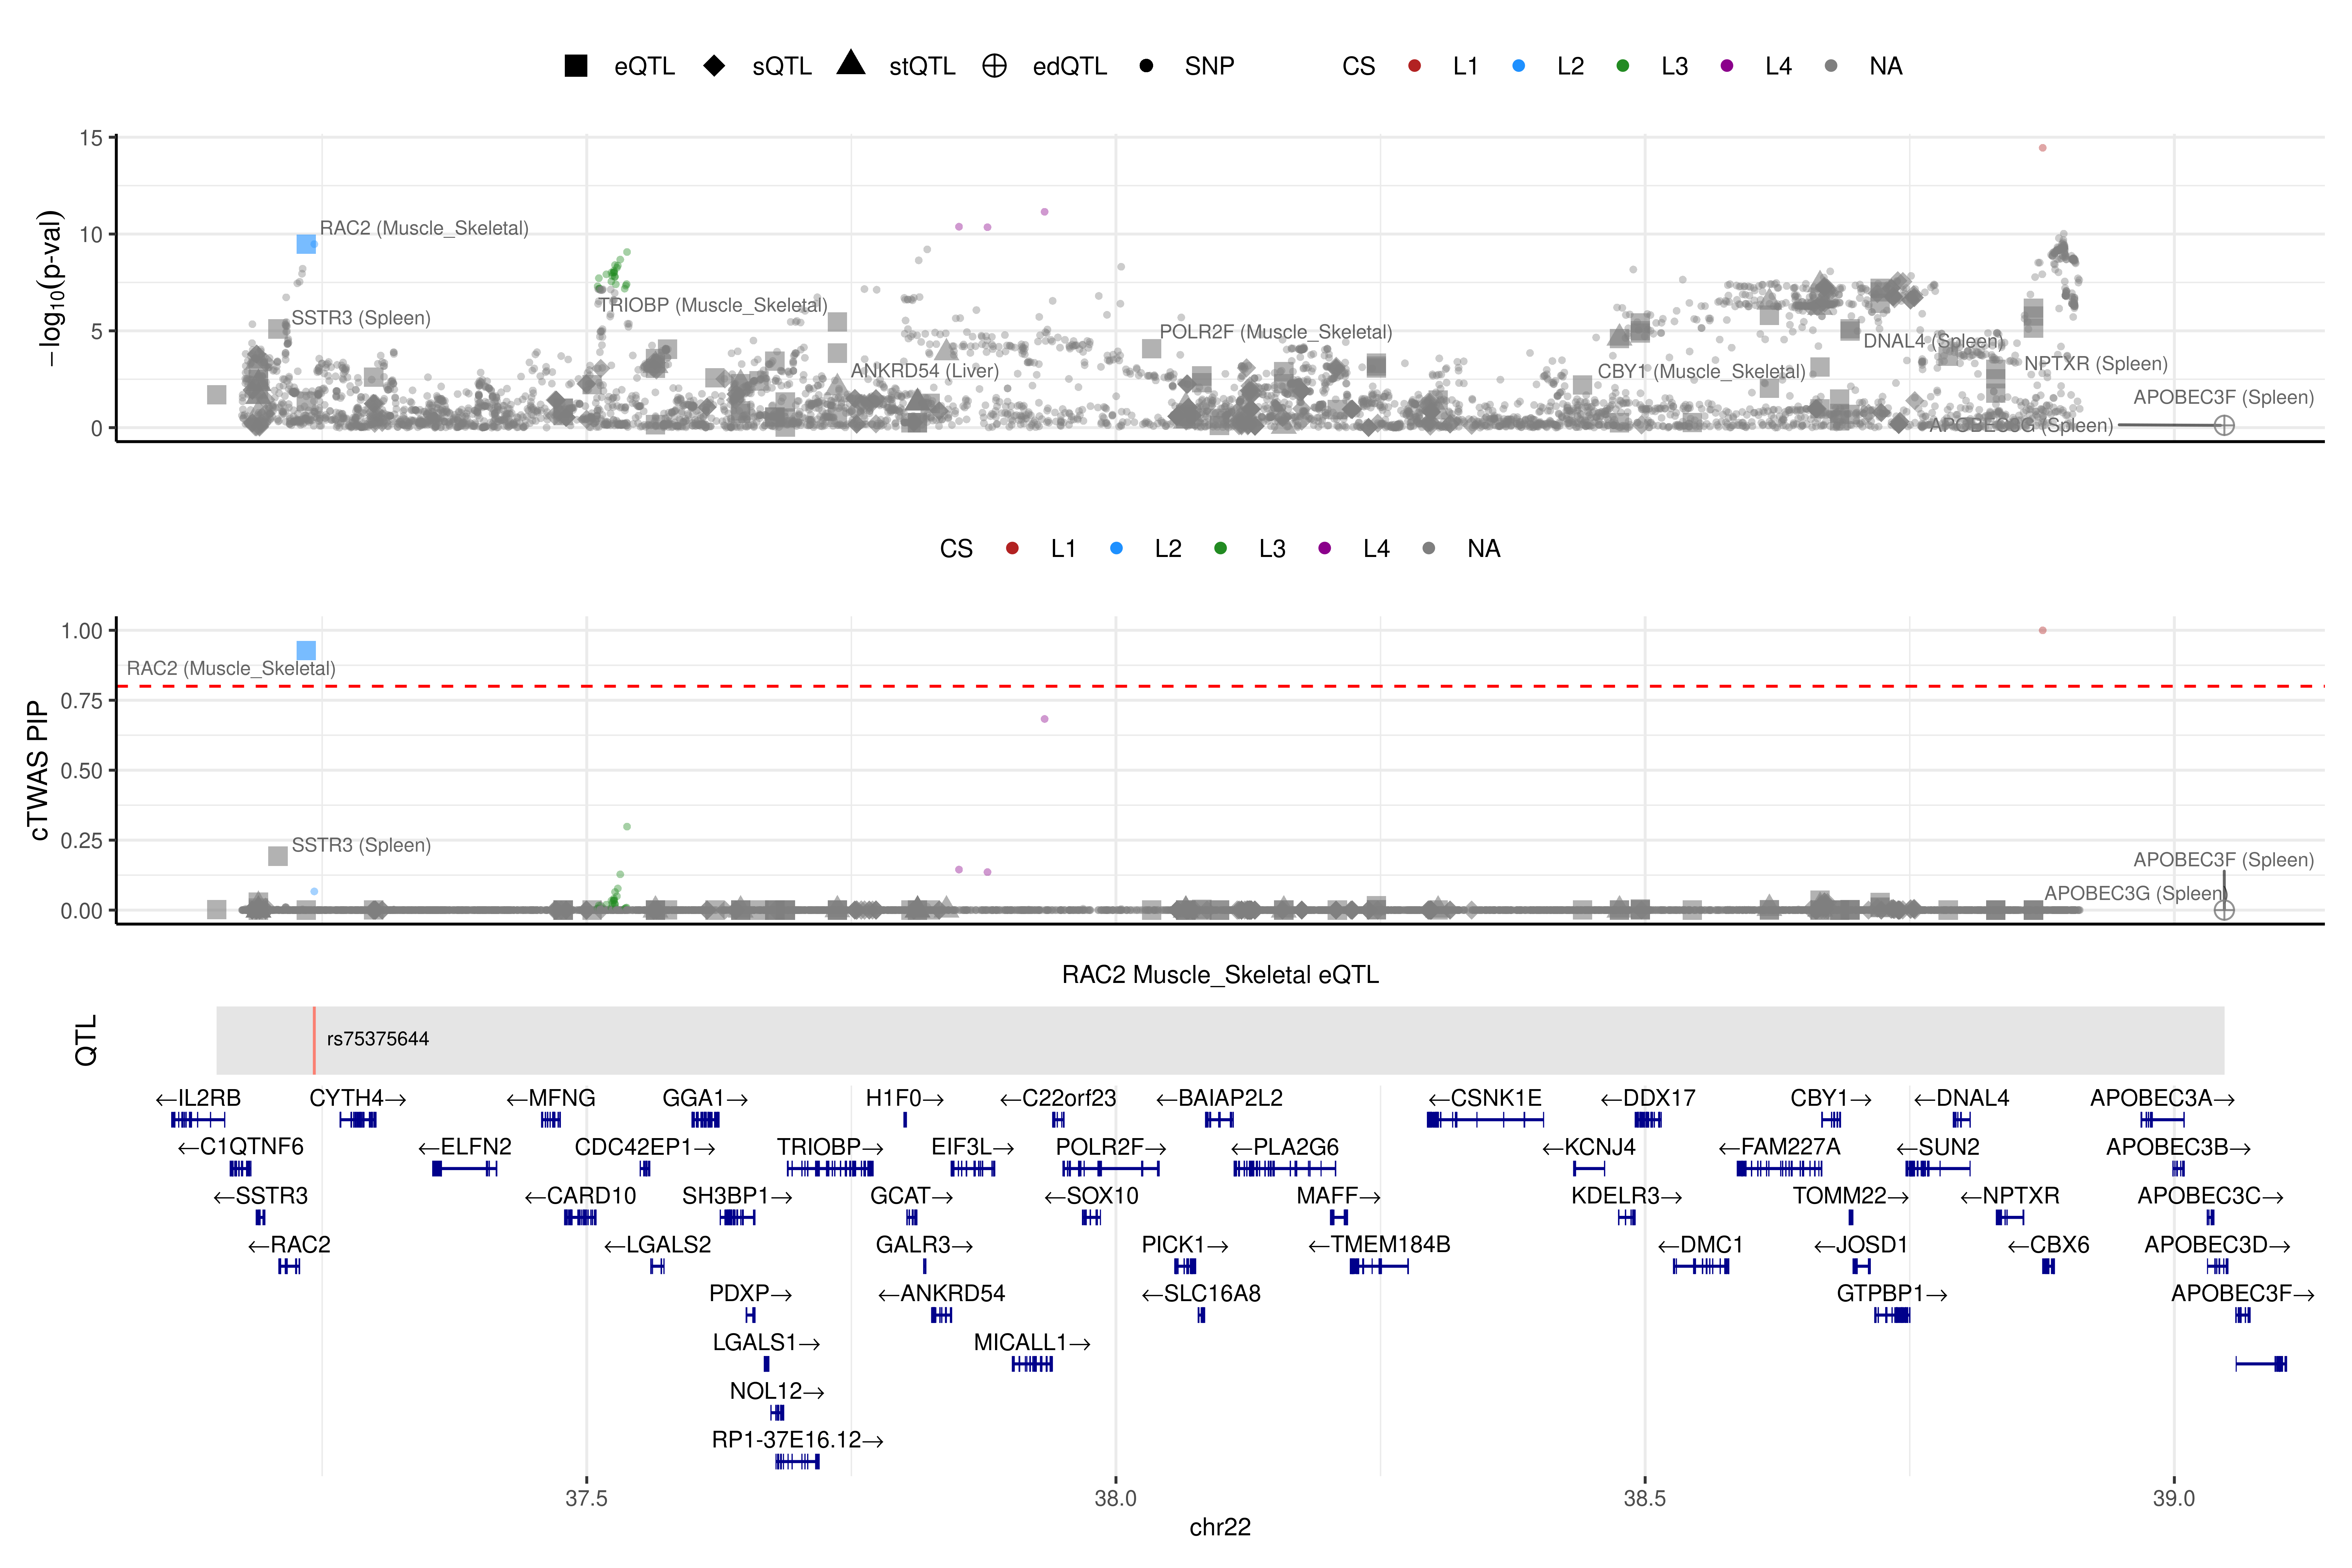 eQTL sQTL stQTL edQTL SNP CS L1 L2 L3 L4 NA
15
10
5
0
−log10(p-val)
RAC2 (Muscle_Skeletal)
SSTR3 (Spleen)
TRIOBP (Muscle_Skeletal)
ANKRD54 (Liver)
POLR2F (Muscle_Skeletal)
CBY1 (Muscle_Skeletal)
DNAL4 (Spleen)
NPTXR (Spleen)
APOBEC3F (Spleen)
APOBEC3G (Spleen)
CS L1 L2 L3 L4 NA
1.00
0.75
0.50
0.25
0.00
cTWAS PIP
RAC2 (Muscle_Skeletal)
SSTR3 (Spleen)
APOBEC3F (Spleen)
APOBEC3G (Spleen)
RAC2 Muscle_Skeletal eQTL
QTL
rs75375644
←IL2RB CYTH4→ ←MFNG GGA1→ H1F0→ ←C22orf23 ←BAIAP2L2 ←CSNK1E ←DDX17 CBY1→ ←DNAL4 APOBEC3A→
←C1QTNF6 ←ELFN2 CDC42EP1→ TRIOBP→ EIF3L→ POLR2F→ ←PLA2G6 ←KCNJ4 ←FAM227A ←SUN2 APOBEC3B→
←SSTR3 ←CARD10 SH3BP1→ GCAT→ ←SOX10 MAFF→ KDELR3→ TOMM22→ ←NPTXR APOBEC3C→
←RAC2 ←LGALS2 GALR3→ PICK1→ ←TMEM184B ←DMC1 ←JOSD1 ←CBX6 APOBEC3D→
PDXP→ ←ANKRD54 ←SLC16A8 GTPBP1→ APOBEC3F→
LGALS1→ MICALL1→
NOL12→
RP1-37E16.12→
37.5 38.0 38.5 39.0
chr22